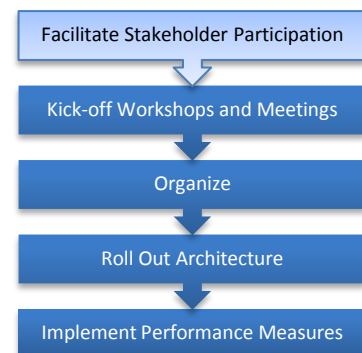 Facilitate Stakeholder Participation
Kick-off Workshops and Meetings
Organize
Roll Out Architecture
Implement Performance Measures